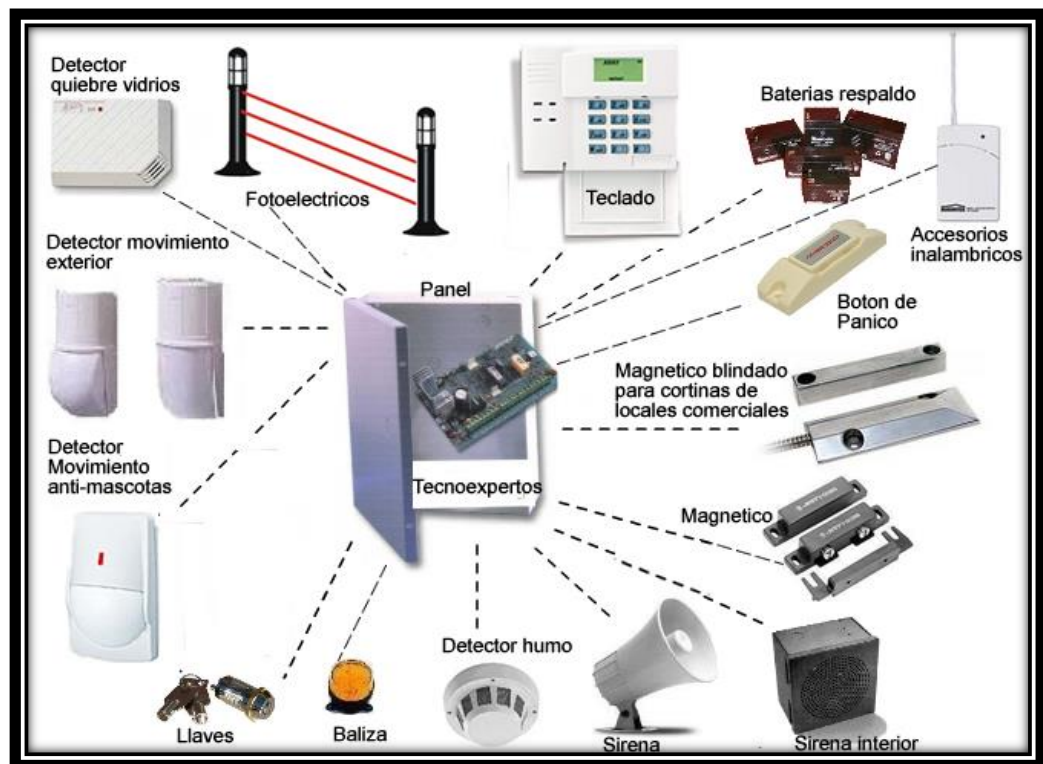 Detector
quiebre vidrios
Fotoelectricos
Teclado
Baterias respaldo
Accesorios
inalambricos
Detector movimiento
exterior
Panel
Boton de
Panico
Magnetico blindado
para cortinas de
locales comerciales
Detector
Movimiento
anti-mascotas
Tecnoexpertos
Magnetico
Llaves
Baliza
Detector humo
Sirena
Sirena interior